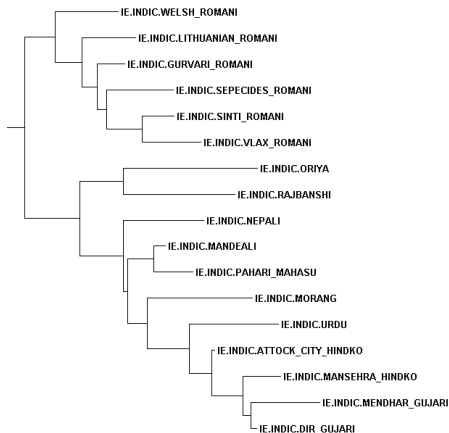 IE.INDIC.WELSH_ROMANI
IE.INDIC.LITHUANIAN_ROMANI
IE.INDIC.GURVARI_ROMANI
IE.INDIC.SEPECIDES_ROMANI
IE.INDIC.SINTI_ROMANI
IE.INDIC.VLAX_ROMANI
IE.INDIC.ORIYA
IE.INDIC.RAJBANSHI
IE.INDIC.NEPALI
IE.INDIC.MANDEALI
IE.INDIC.PAHARI_MAHASU
IE.INDIC.MORANG
IE.INDIC.URDU
IE.INDIC.ATTOCK_CITY_HINDKO
IE.INDIC.MANSEHRA_HINDKO
IE.INDIC.MENDHAR_GUJARI
IE.INDIC.DIR_GUJARI